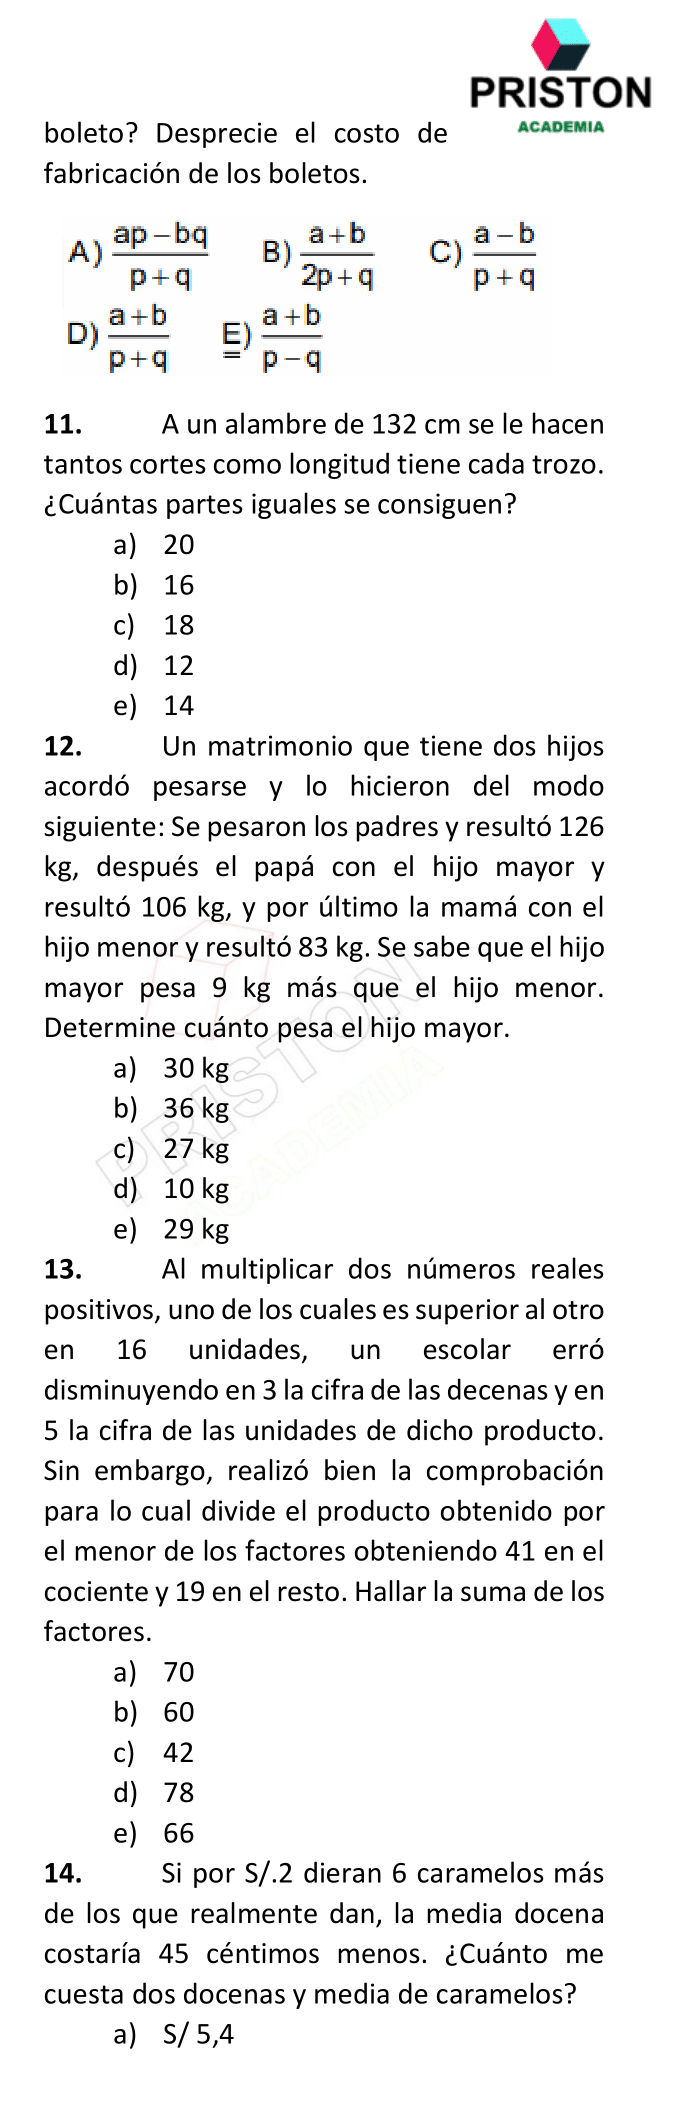 PRISTON
ACADEMIA
boleto? Desprecie el costo de
fabricación de los boletos.
A) ap-bq / p+q B) a+b / 2p+q C) a-b / p+q
D) a+b / p+q E) a+b / p-q
11. A un alambre de 132 cm se le hacen
tantos cortes como longitud tiene cada trozo.
¿Cuántas partes iguales se consiguen?
a) 20
b) 16
c) 18
d) 12
e) 14
12. Un matrimonio que tiene dos hijos
acordó pesarse y lo hicieron del modo
siguiente: Se pesaron los padres y resultó 126
kg, después el papá con el hijo mayor y
resultó 106 kg, y por último la mamá con el
hijo menor y resultó 83 kg. Se sabe que el hijo
mayor pesa 9 kg más que el hijo menor.
Determine cuánto pesa el hijo mayor.
a) 30 kg
b) 36 kg
c) 27 kg
d) 10 kg
e) 29 kg
PRISTON
ACADEMIA
13. Al multiplicar dos números reales
positivos, uno de los cuales es superior al otro
en 16 unidades, un escolar erró
disminuyendo en 3 la cifra de las decenas y en
5 la cifra de las unidades de dicho producto.
Sin embargo, realizó bien la comprobación
para lo cual divide el producto obtenido por
el menor de los factores obteniendo 41 en el
cociente y 19 en el resto. Hallar la suma de los
factores.
a) 70
b) 60
c) 42
d) 78
e) 66
14. Si por S/.2 dieran 6 caramelos más
de los que realmente dan, la media docena
costaría 45 céntimos menos. ¿Cuánto me
cuesta dos docenas y media de caramelos?
a) S/ 5,4